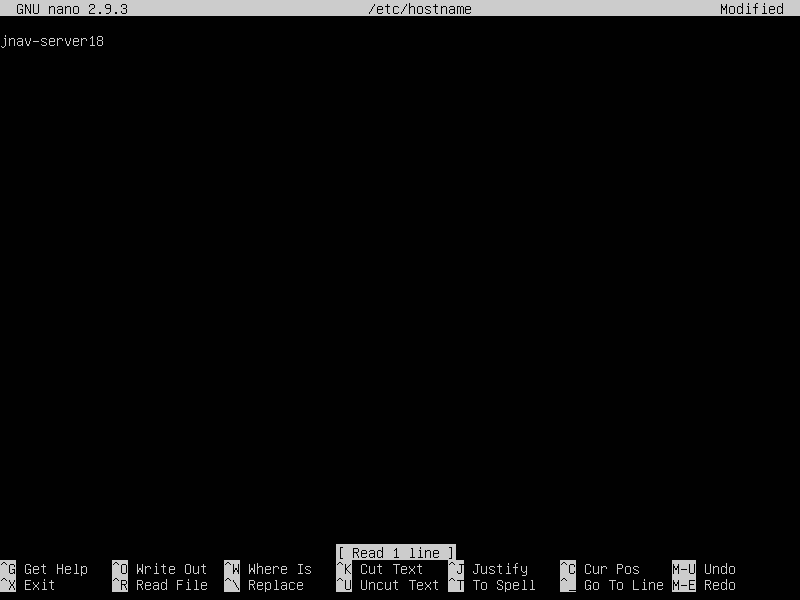 GNU nano 2.9.3 /etc/hostname Modified
jnav-server18
[ Read 1 line ]
^G Get Help ^O Write Out ^W Where Is ^K Cut Text ^J Justify ^C Cur Pos M-U Undo
^X Exit ^R Read File ^\ Replace ^U Uncut Text ^T To Spell ^_ Go To Line M-E Redo